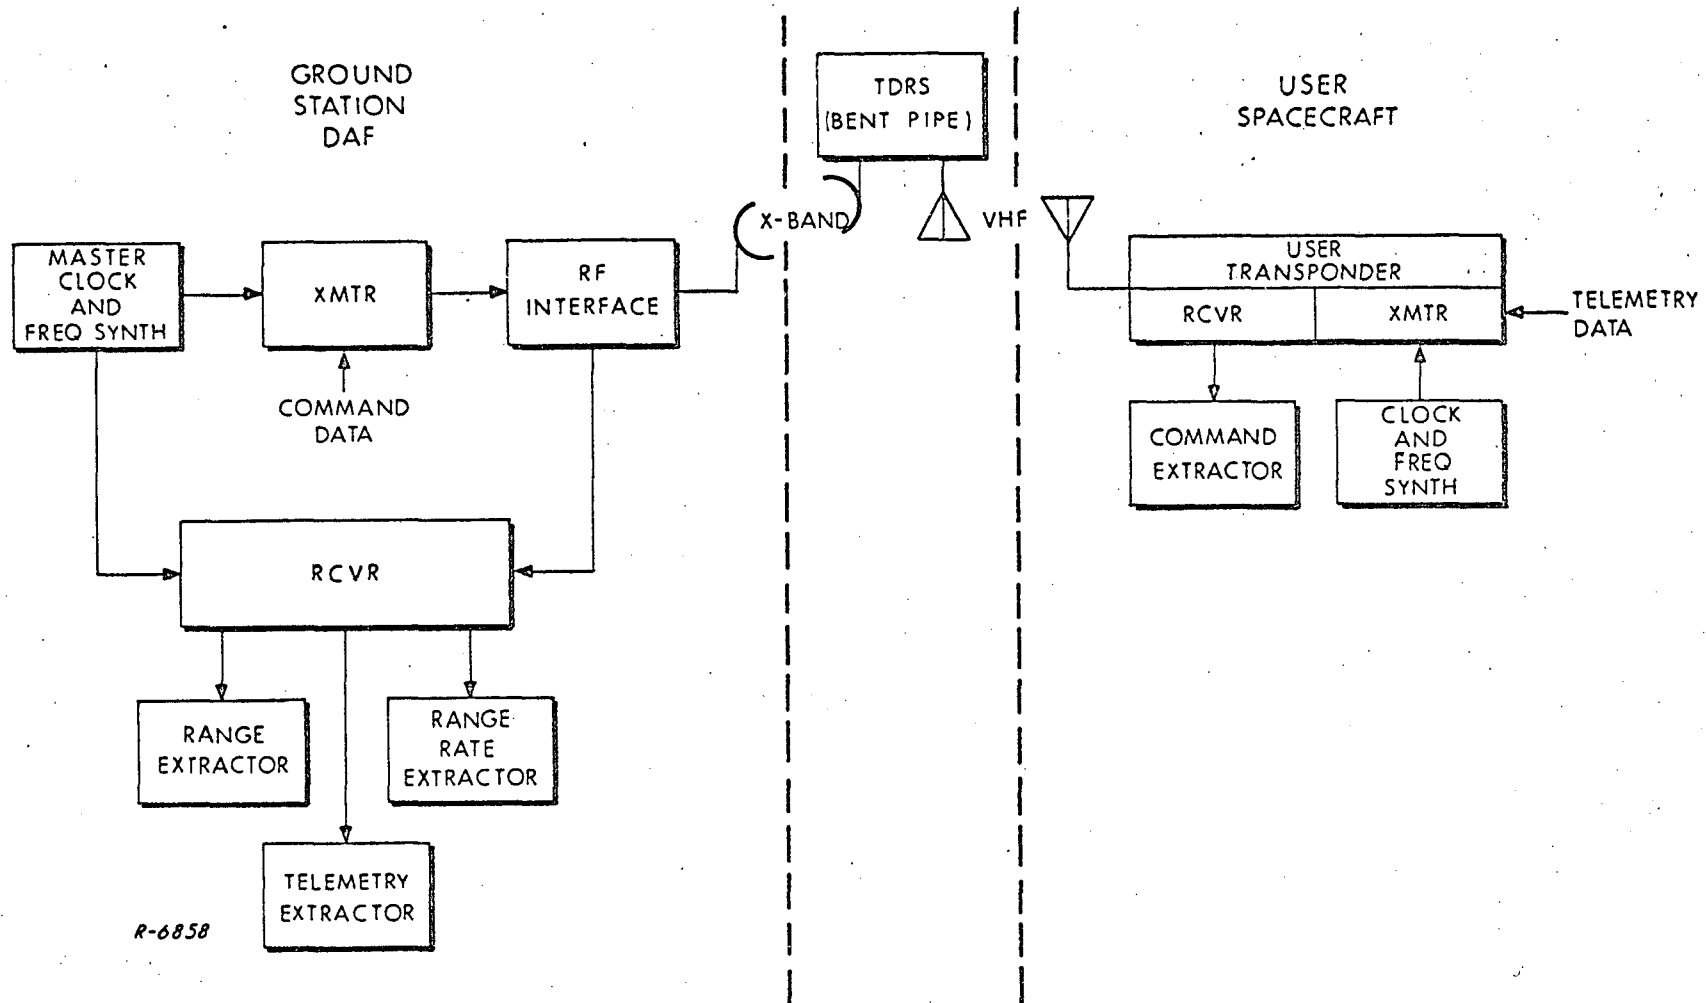 GROUND
STATION
DAF
TDRS
(BENT PIPE)
USER
SPACECRAFT
X-BAND
VHF
MASTER
CLOCK
AND
FREQ SYNTH
XMTR
RF
INTERFACE
USER
TRANSPONDER
RCVR
XMTR
TELEMETRY
DATA
COMMAND
DATA
COMMAND
EXTRACTOR
CLOCK
AND
FREQ
SYNTH
RCVR
RANGE
EXTRACTOR
RANGE
RATE
EXTRACTOR
TELEMETRY
EXTRACTOR
R-6858